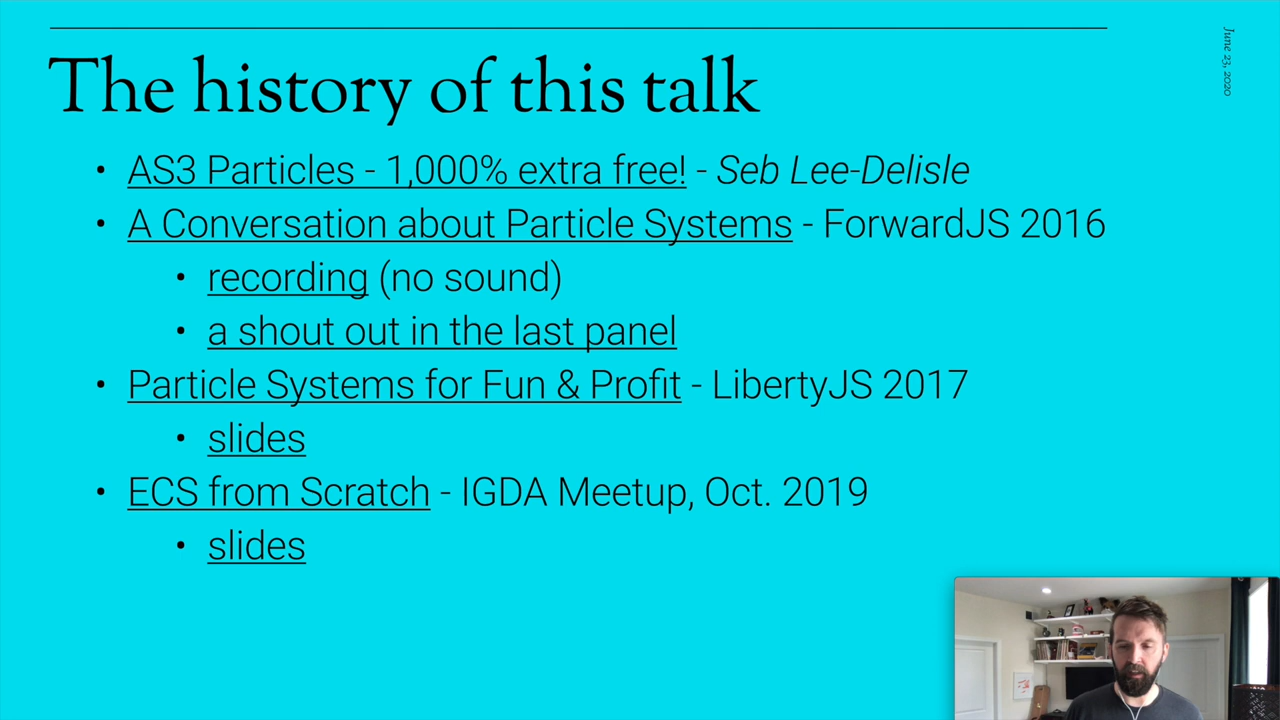 The history of this talk
June 23, 2020
• AS3 Particles - 1,000% extra free! - Seb Lee-Delisle
• A Conversation about Particle Systems - ForwardJS 2016
• recording (no sound)
• a shout out in the last panel
• Particle Systems for Fun & Profit - LibertyJS 2017
• slides
• ECS from Scratch - IGDA Meetup, Oct. 2019
• slides